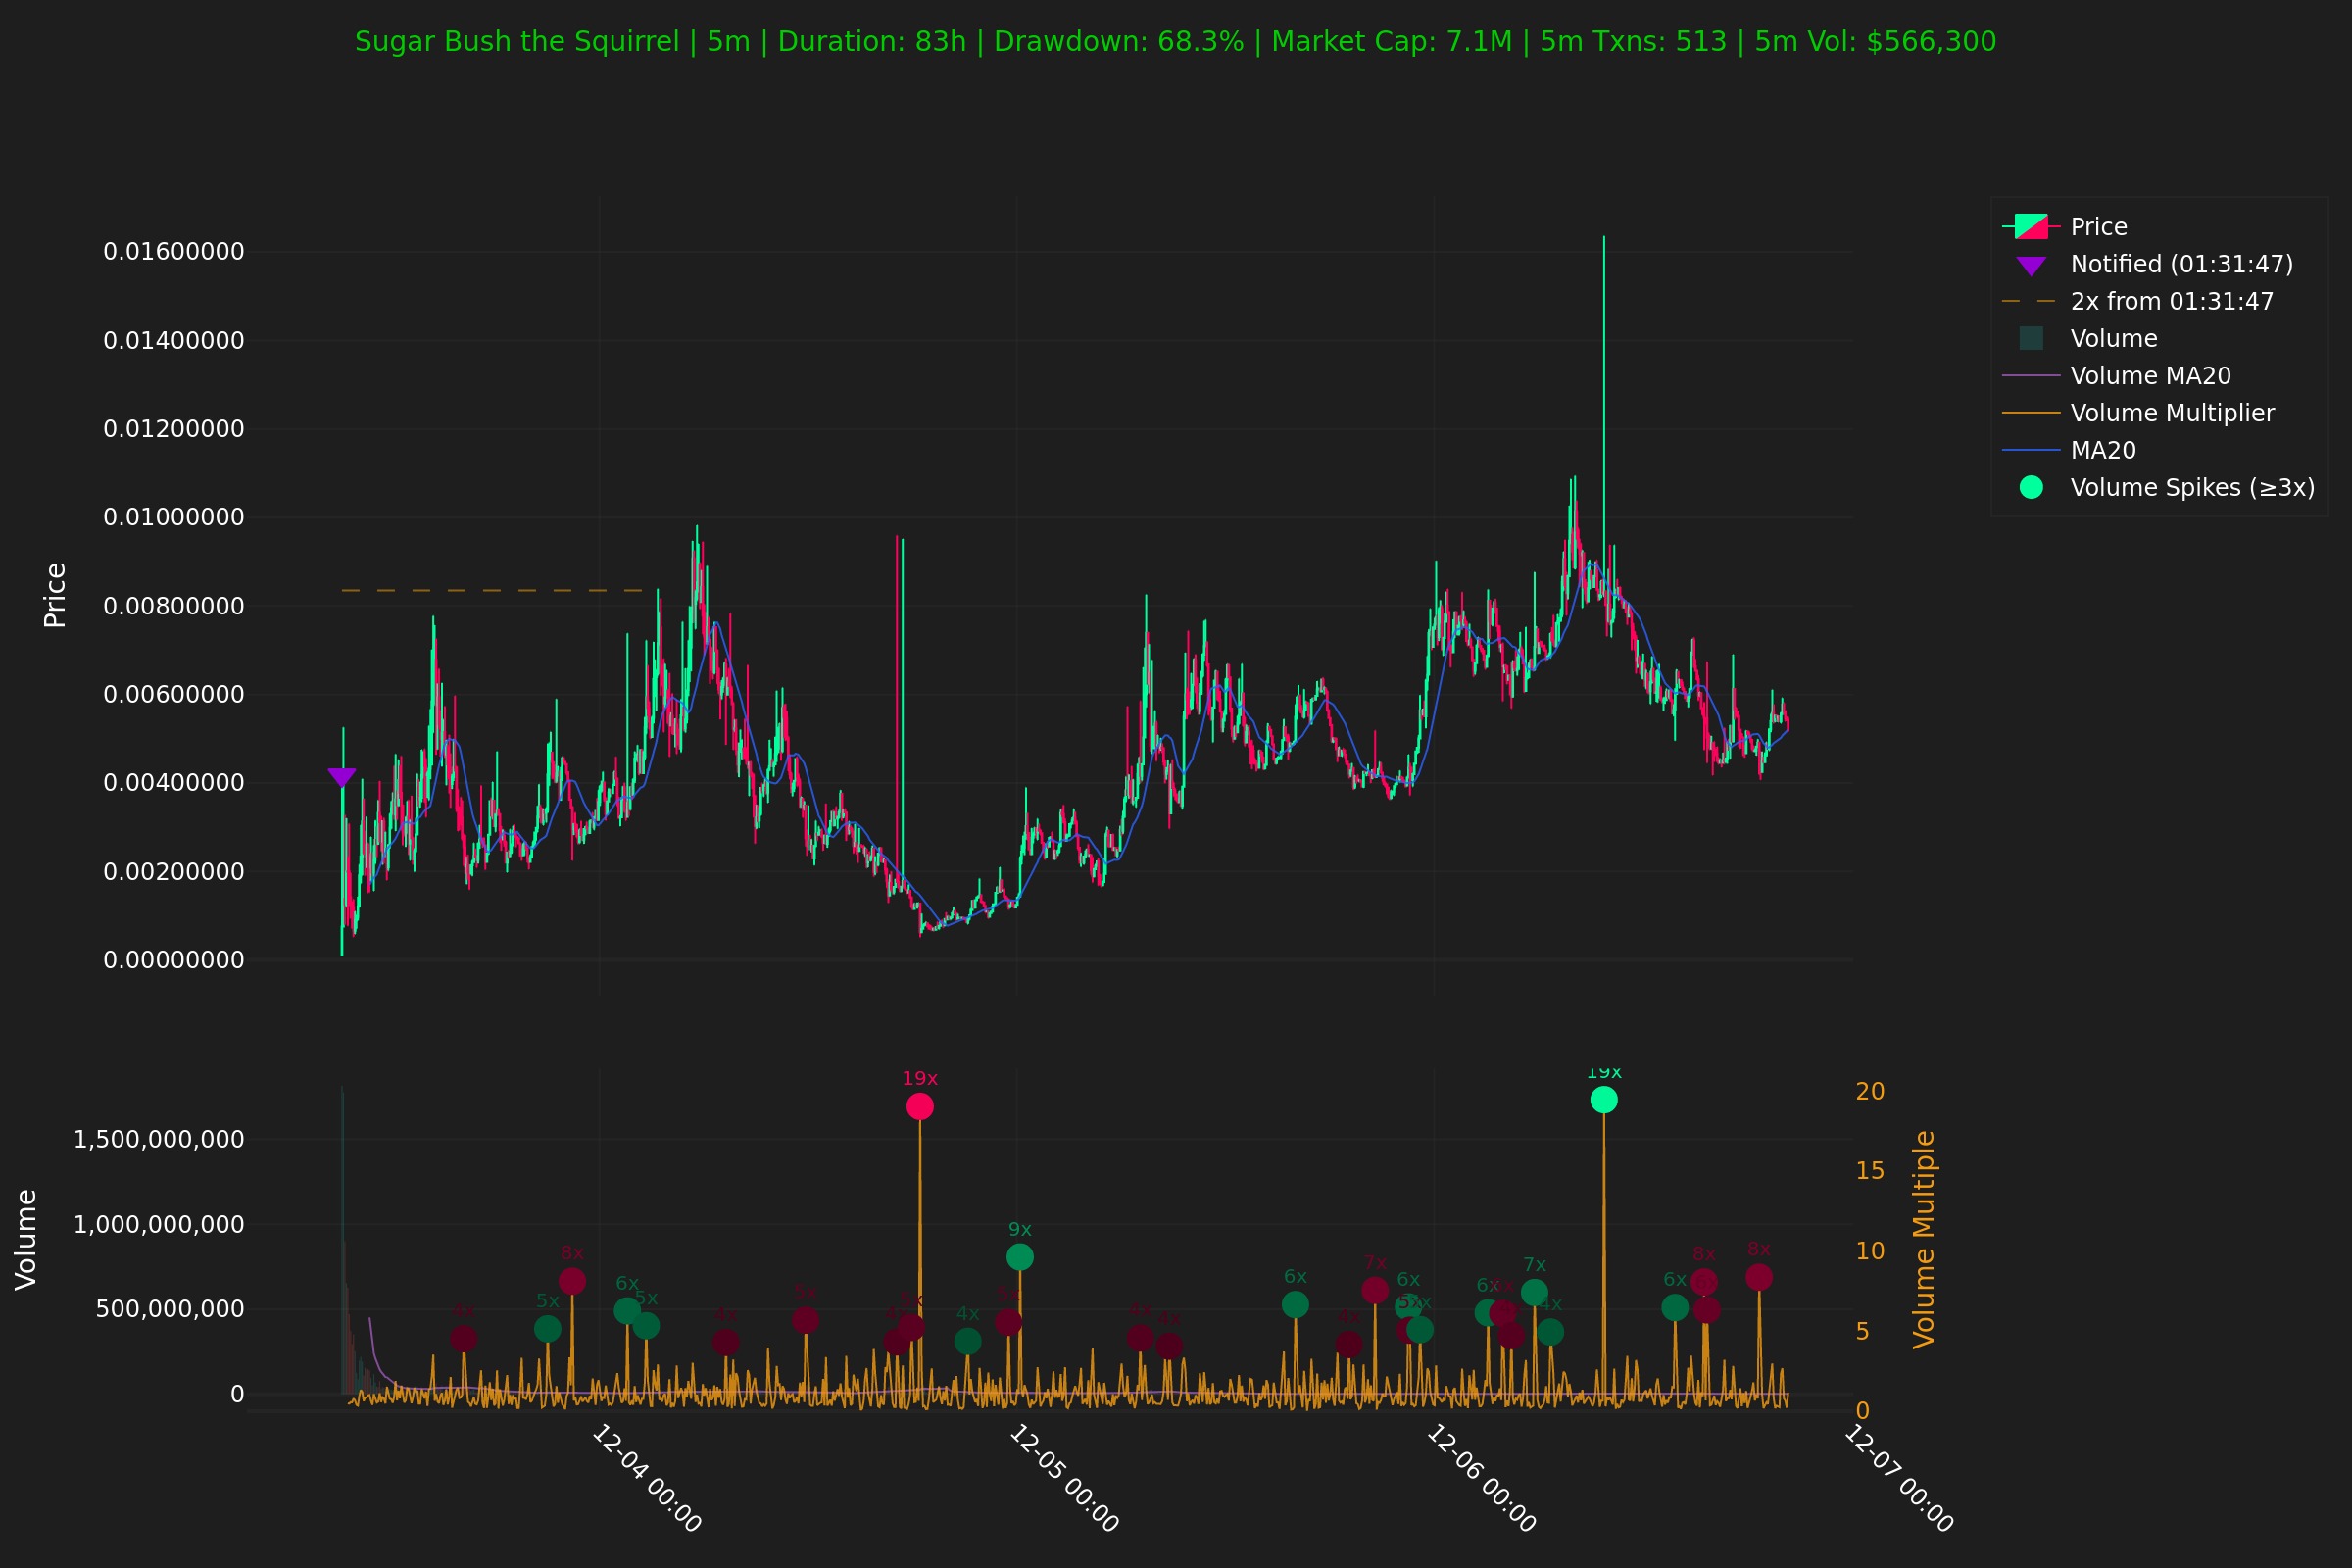 Sugar Bush the Squirrel | 5m | Duration: 83h | Drawdown: 68.3% | Market Cap: 7.1M | 5m Txns: 513 | 5m Vol: $566,300
Price
0.01600000
0.01400000
0.01200000
0.01000000
0.00800000
0.00600000
0.00400000
0.00200000
0.00000000
Price
Notified (01:31:47)
2x from 01:31:47
Volume
Volume MA20
Volume Multiplier
MA20
Volume Spikes (≥3x)
Volume
1,500,000,000
1,000,000,000
500,000,000
0
5x
8x
6x
5x
4x
5x
19x
4x
9x
4x
4x
6x
4x
7x
6x
6x
7x
4x
19x
6x
8x
8x
20
15
10
5
0
Volume Multiple
12-04 00:00
12-05 00:00
12-06 00:00
12-07 00:00